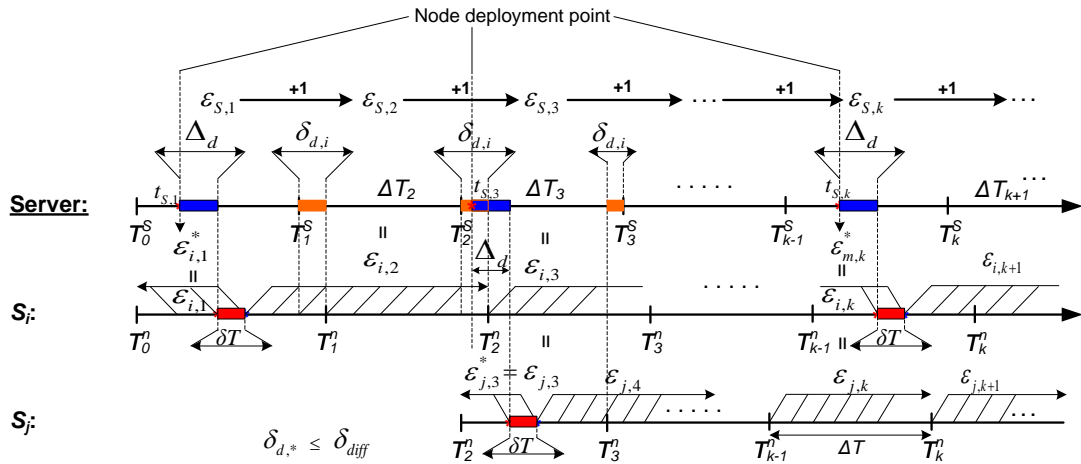 Node deployment point
ε_{S,1} +1 ε_{S,2} +1 ε_{S,3} +1 ... +1 ε_{S,k} +1 ...
Δ_d δ_{d,i} δ_{d,i} δ_{d,i} Δ_d
t_{S,1} ΔT_2 t_{S,3} ΔT_3 ..... t_{S,k} ΔT_{k+1} ...
Server:
T_0^S T_1^S T_2^S T_3^S T_{k-1}^S T_k^S
ε_{i,1}^* = = Δ_d = ε_{m,k}^*
= ε_{i,2} ε_{i,3} = ε_{i,k+1}
ε_{i,1} ..... ε_{i,k}
S_i:
T_0^n δT T_1^n T_2^n T_3^n T_{k-1}^n δT T_k^n
= =
ε_{j,3}^* = ε_{j,3} ε_{j,4} ε_{j,k} ε_{j,k+1}
..... ...
S_j:
T_2^n δT T_3^n T_{k-1}^n ΔT T_k^n
δ_{d,*} ≤ δ_{diff}